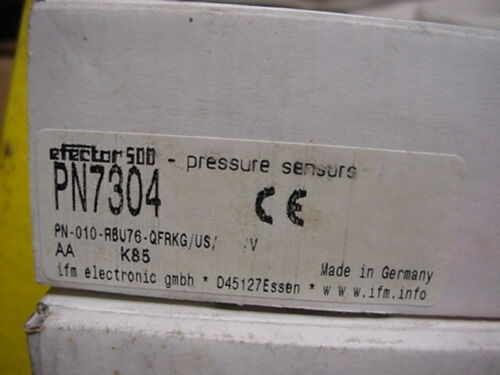 efector500 - pressure sensors
PN7304
CE
PN-010-RBU76-QFRKG/US/ /V
AA K85
Made in Germany
ifm electronic gmbh * D45127Essen * www.ifm.info